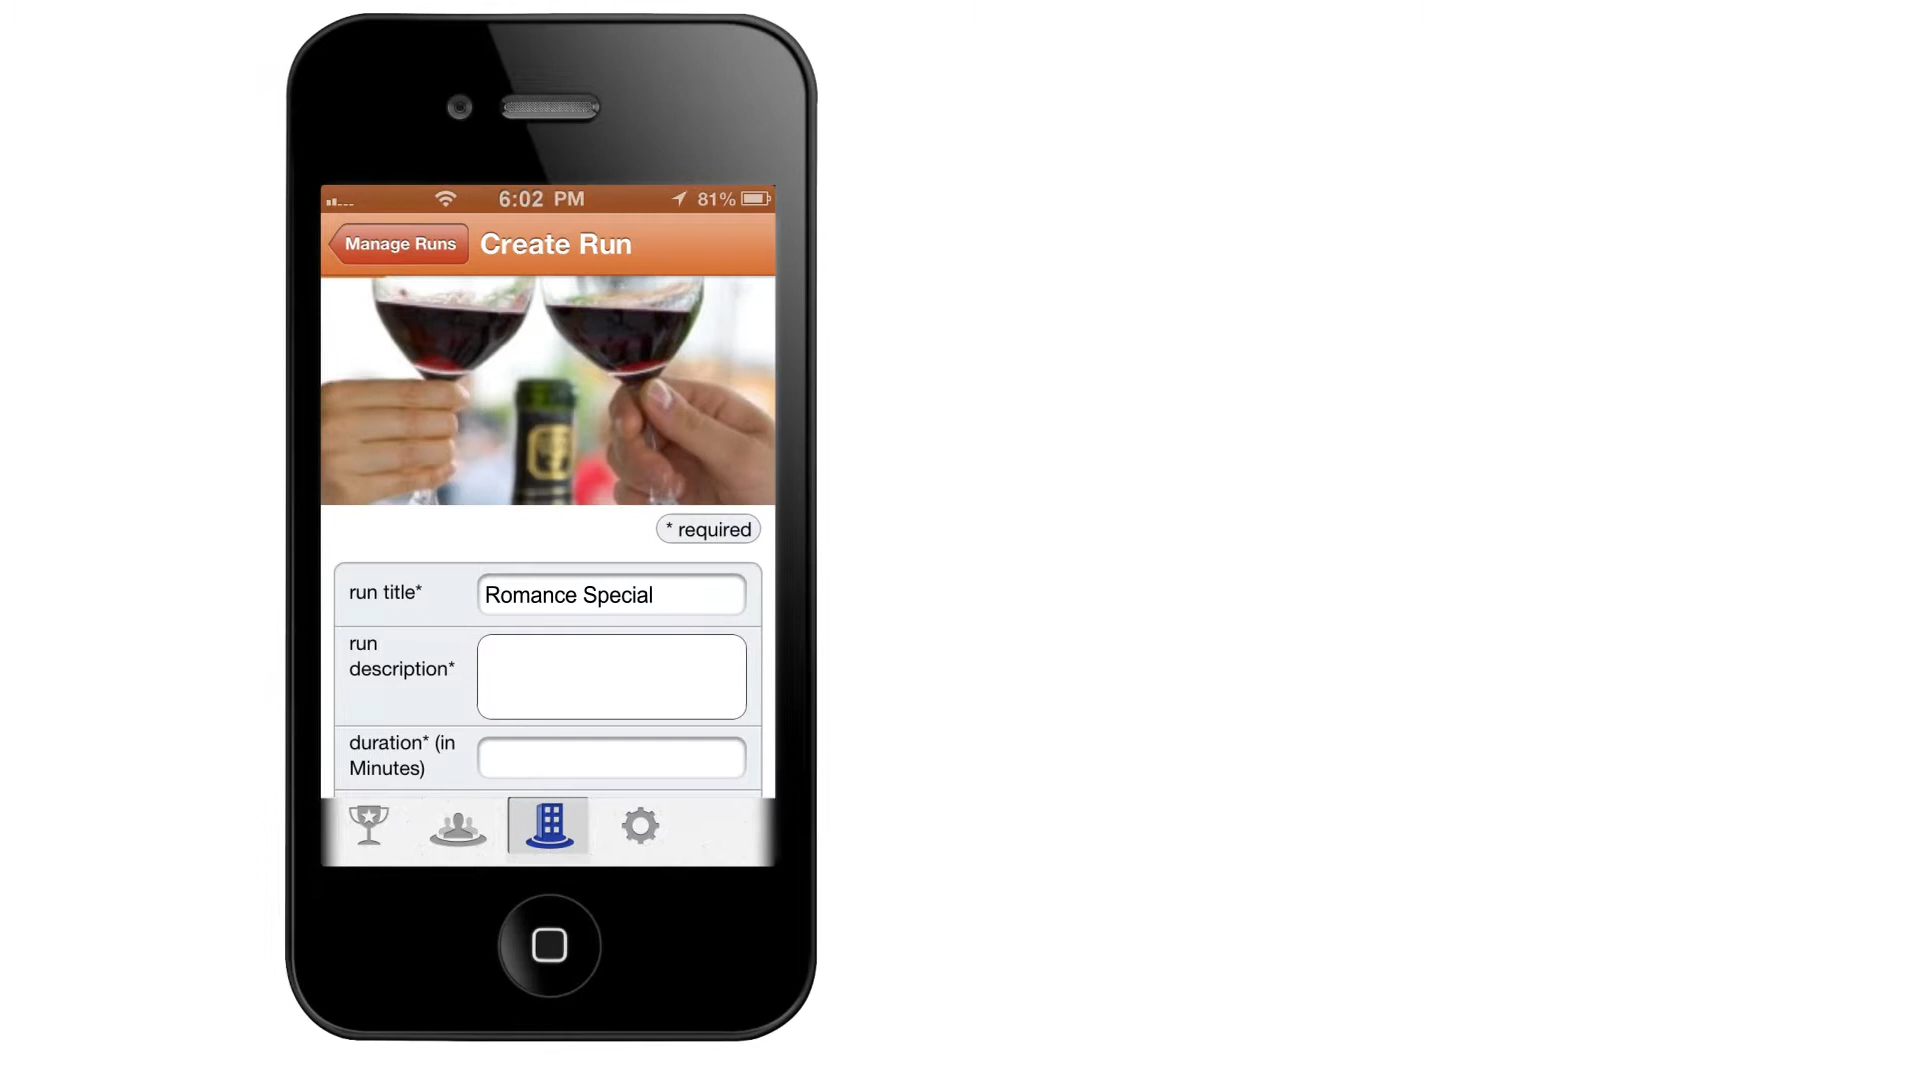 6:02 PM 81%
Manage Runs Create Run
* required
run title* Romance Special
run
description*
duration* (in
Minutes)